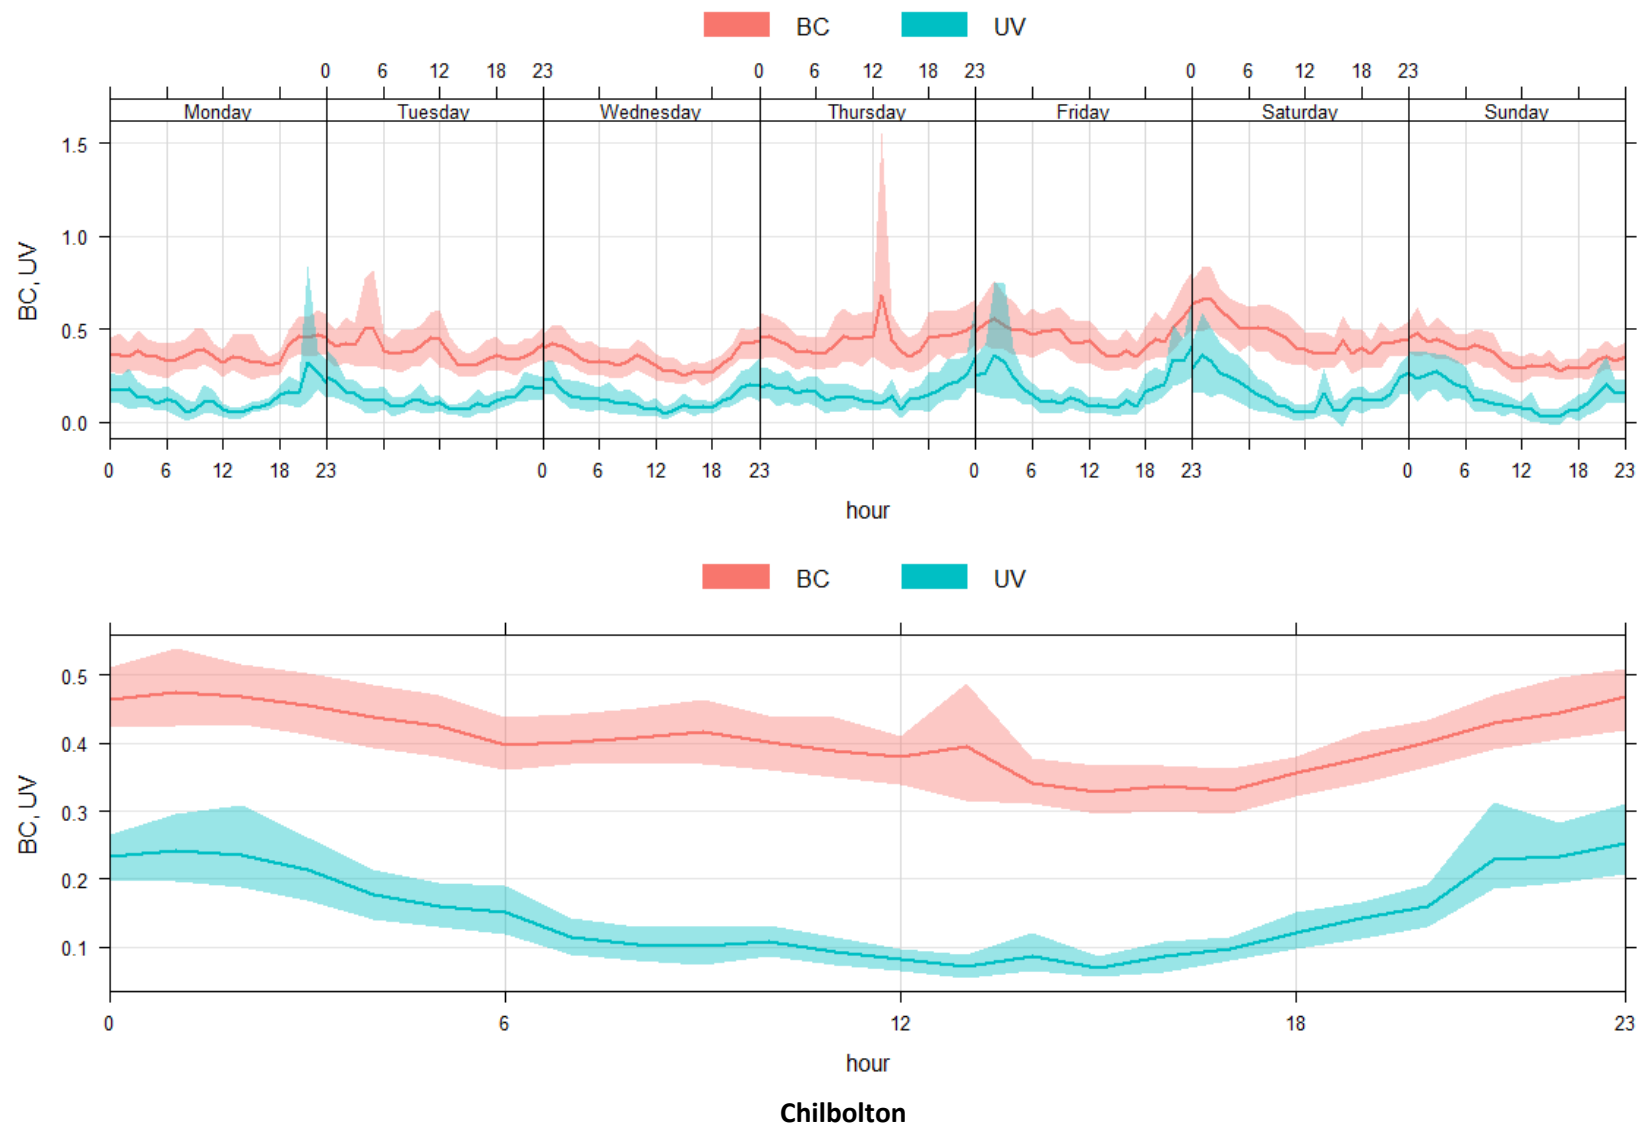 BC UV
0 6 12 18 23 0 6 12 18 23 0 6 12 18 23
Monday Tuesday Wednesday Thursday Friday Saturday Sunday
1.5
1.0
0.5
0.0
BC, UV
0 6 12 18 23 0 6 12 18 23 0 6 12 18 23 0 6 12 18 23
hour
BC UV
0.5
0.4
0.3
0.2
0.1
BC, UV
0 6 12 18 23
hour
Chilbolton